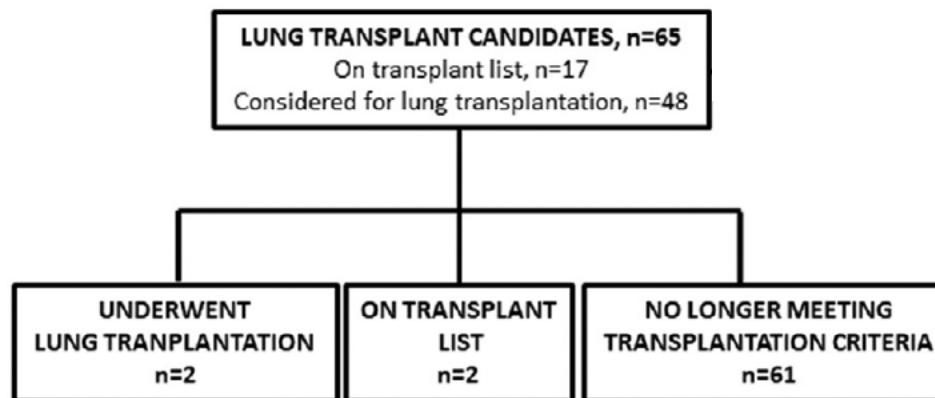 LUNG TRANSPLANT CANDIDATES, n=65
On transplant list, n=17
Considered for lung transplantation, n=48
UNDERWENT
LUNG TRANPLANTATION
n=2
ON TRANSPLANT
LIST
n=2
NO LONGER MEETING
TRANSPLANTATION CRITERIA
n=61